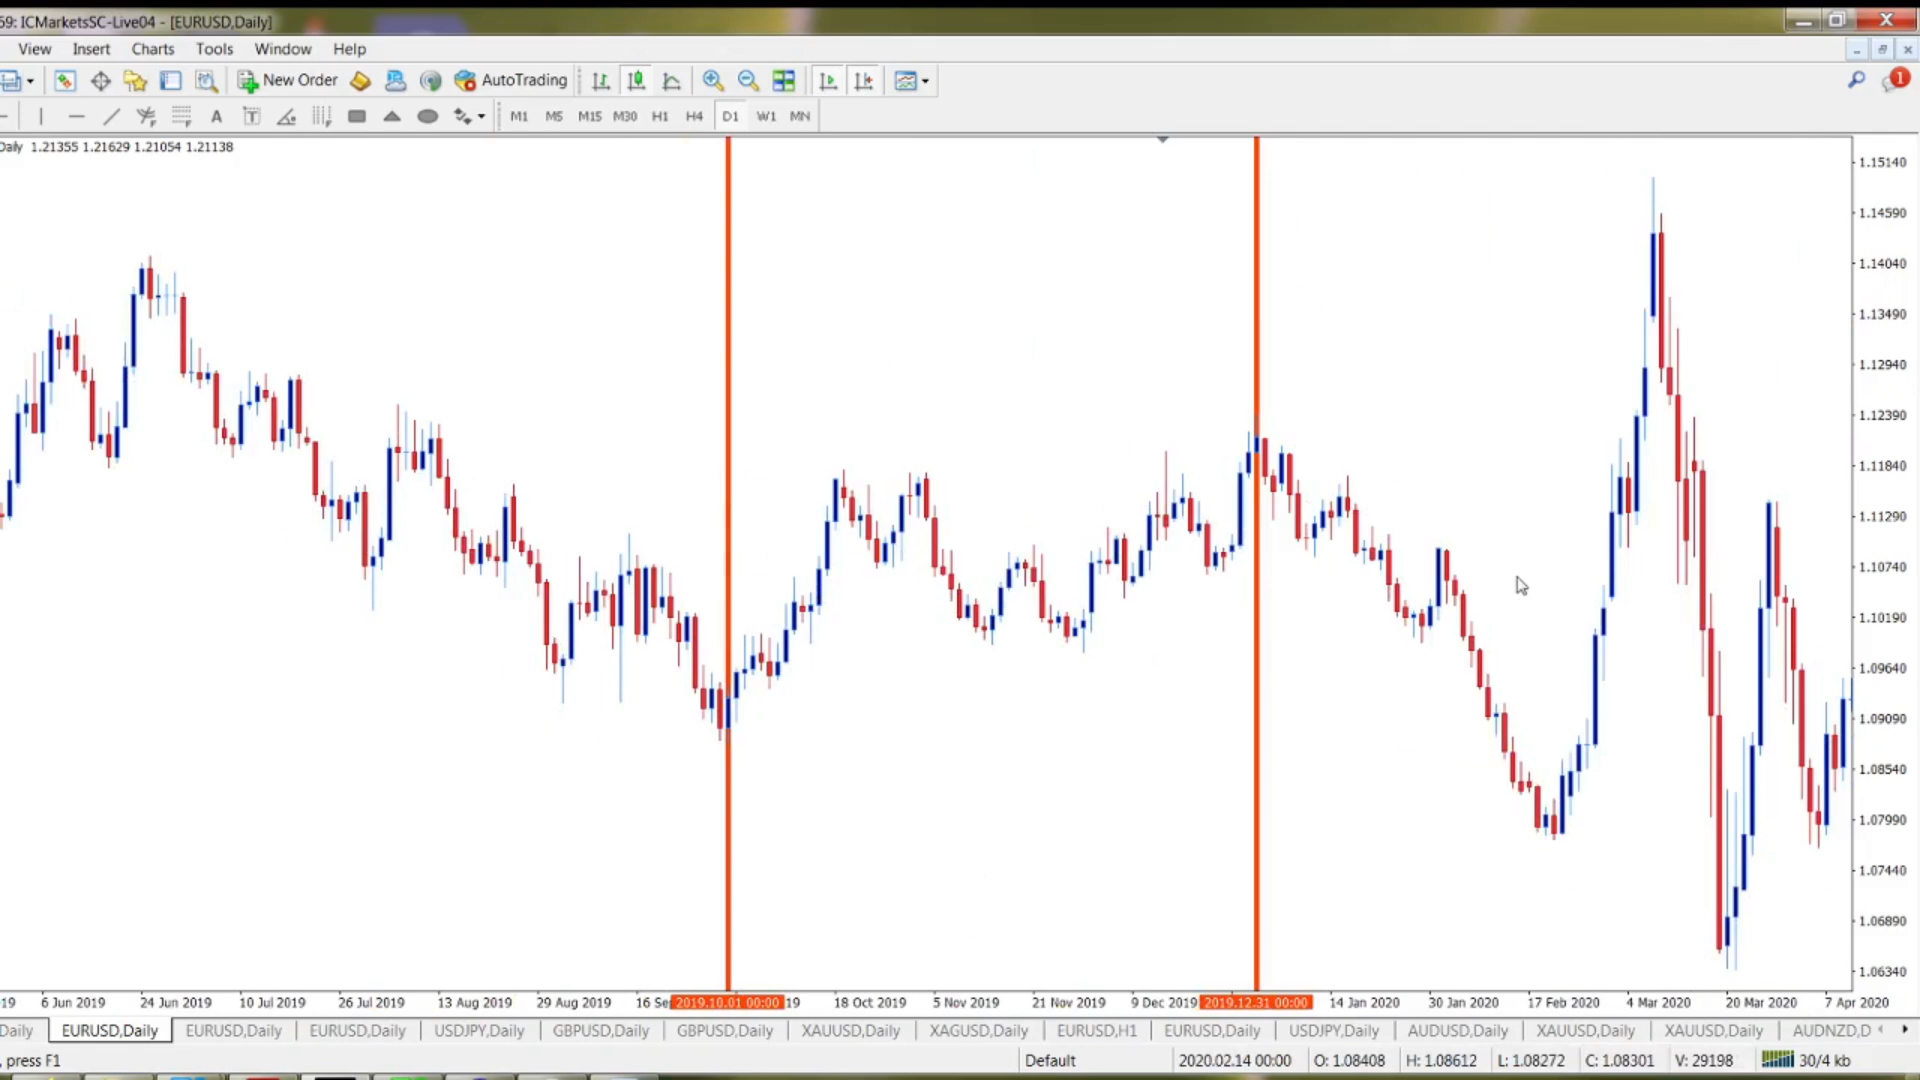 59: ICMarketsSC-Live04 - [EURUSD,Daily]
View Insert Charts Tools Window Help
New Order AutoTrading 1
A T M1 M5 M15 M30 H1 H4 D1 W1 MN
Daily 1.21355 1.21629 1.21054 1.21138
1.15140
1.14590
1.14040
1.13490
1.12940
1.12390
1.11840
1.11290
1.10740
1.10190
1.09640
1.09090
1.08540
1.07990
1.07440
1.06890
1.06340
19 6 Jun 2019 24 Jun 2019 10 Jul 2019 26 Jul 2019 13 Aug 2019 29 Aug 2019 16 Se 2019.10.01 00:00 19 18 Oct 2019 5 Nov 2019 21 Nov 2019 9 Dec 2019 2019.12.31 00:00 14 Jan 2020 30 Jan 2020 17 Feb 2020 4 Mar 2020 20 Mar 2020 7 Apr 2020
Daily EURUSD,Daily EURUSD,Daily EURUSD,Daily USDJPY,Daily GBPUSD,Daily GBPUSD,Daily XAUUSD,Daily XAGUSD,Daily EURUSD,H1 EURUSD,Daily USDJPY,Daily AUDUSD,Daily XAUUSD,Daily XAUUSD,Daily AUDNZD,D
, press F1 Default 2020.02.14 00:00 O: 1.08408 H: 1.08612 L: 1.08272 C: 1.08301 V: 29198 30/4 kb